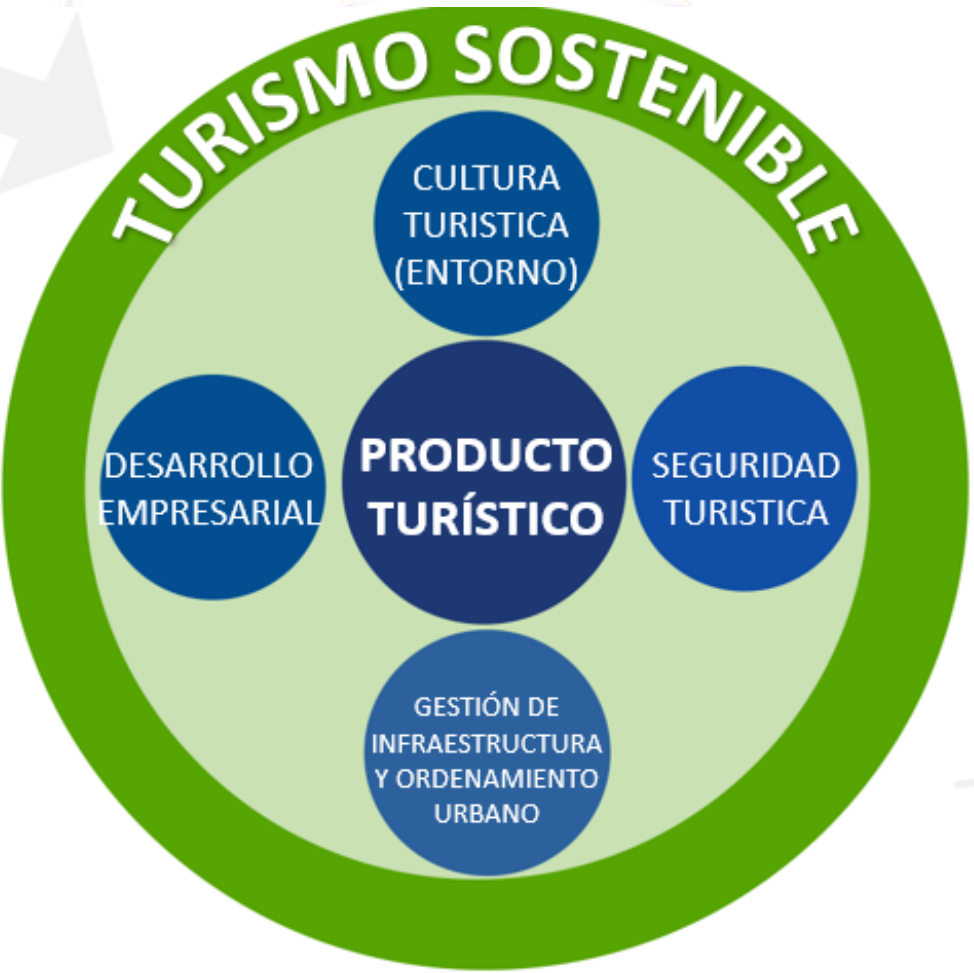 TURISMO SOSTENIBLE
CULTURA
TURISTICA
(ENTORNO)
DESARROLLO
EMPRESARIAL
PRODUCTO
TURÍSTICO
SEGURIDAD
TURISTICA
GESTIÓN DE
INFRAESTRUCTURA
Y ORDENAMIENTO
URBANO